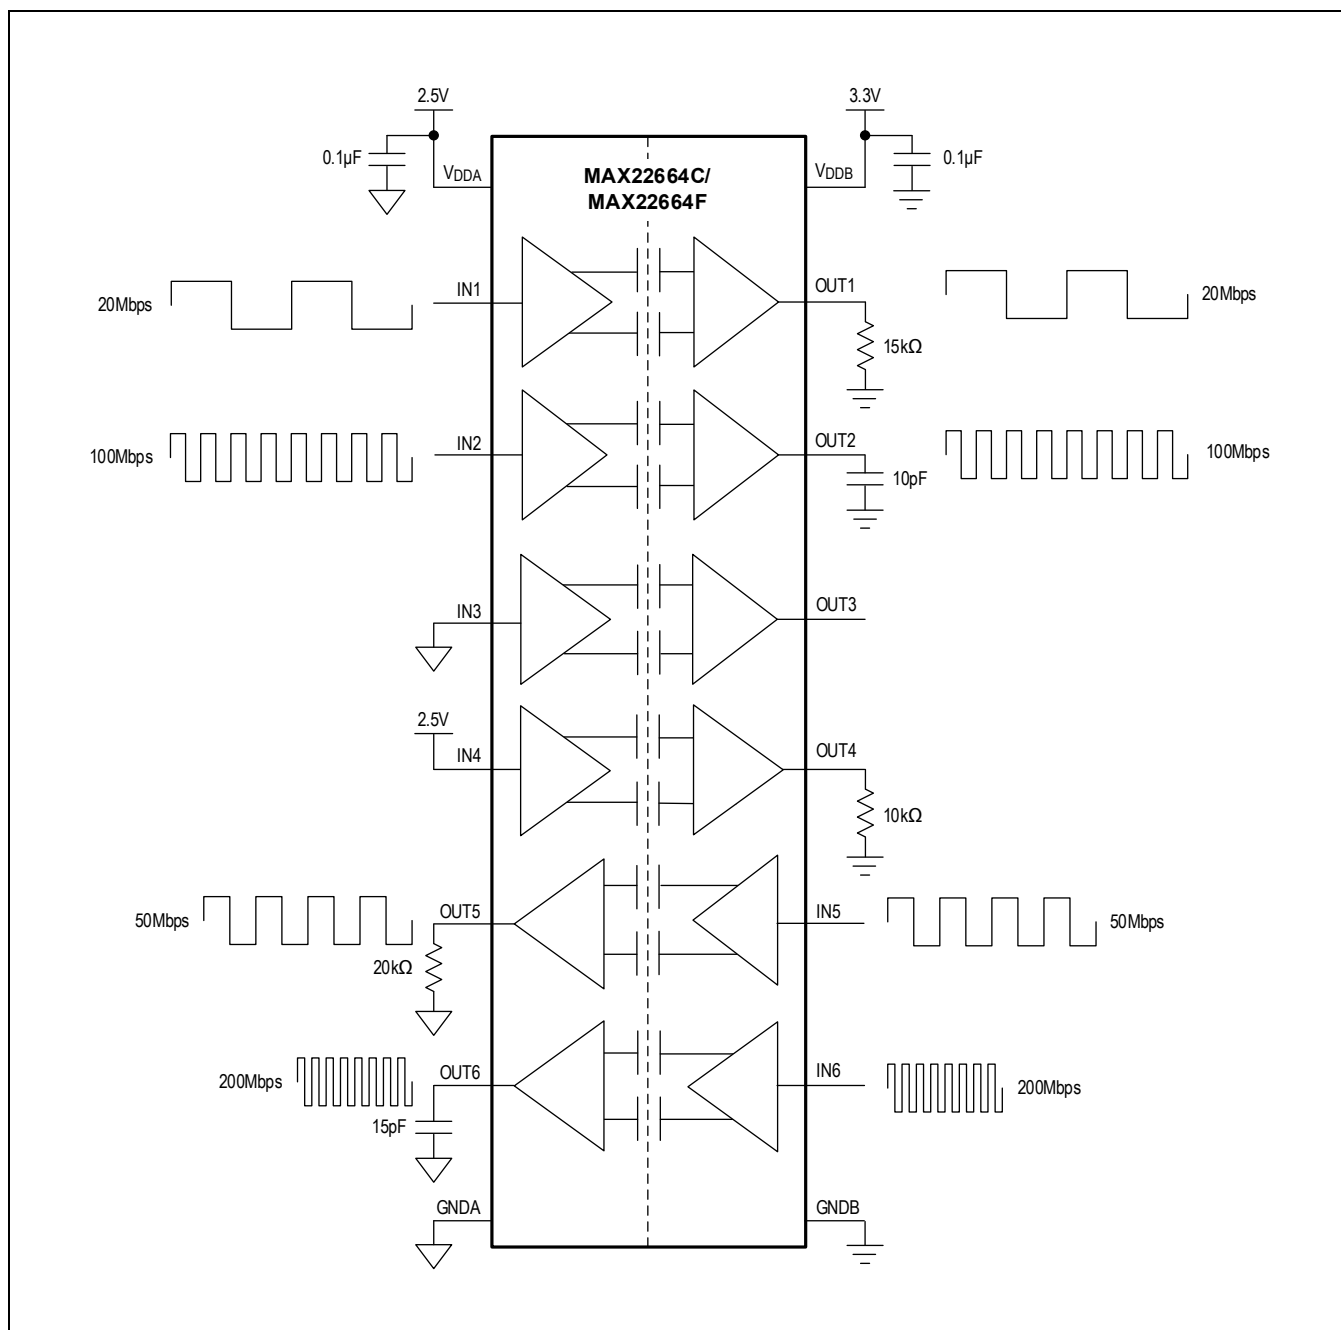 2.5V
3.3V
0.1µF
0.1µF
VDDA
VDDB
MAX22664C/
MAX22664F
20Mbps
IN1
OUT1
20Mbps
15kΩ
100Mbps
IN2
OUT2
100Mbps
10pF
IN3
OUT3
2.5V
IN4
OUT4
10kΩ
50Mbps
OUT5
IN5
50Mbps
20kΩ
200Mbps
OUT6
IN6
200Mbps
15pF
GNDA
GNDB